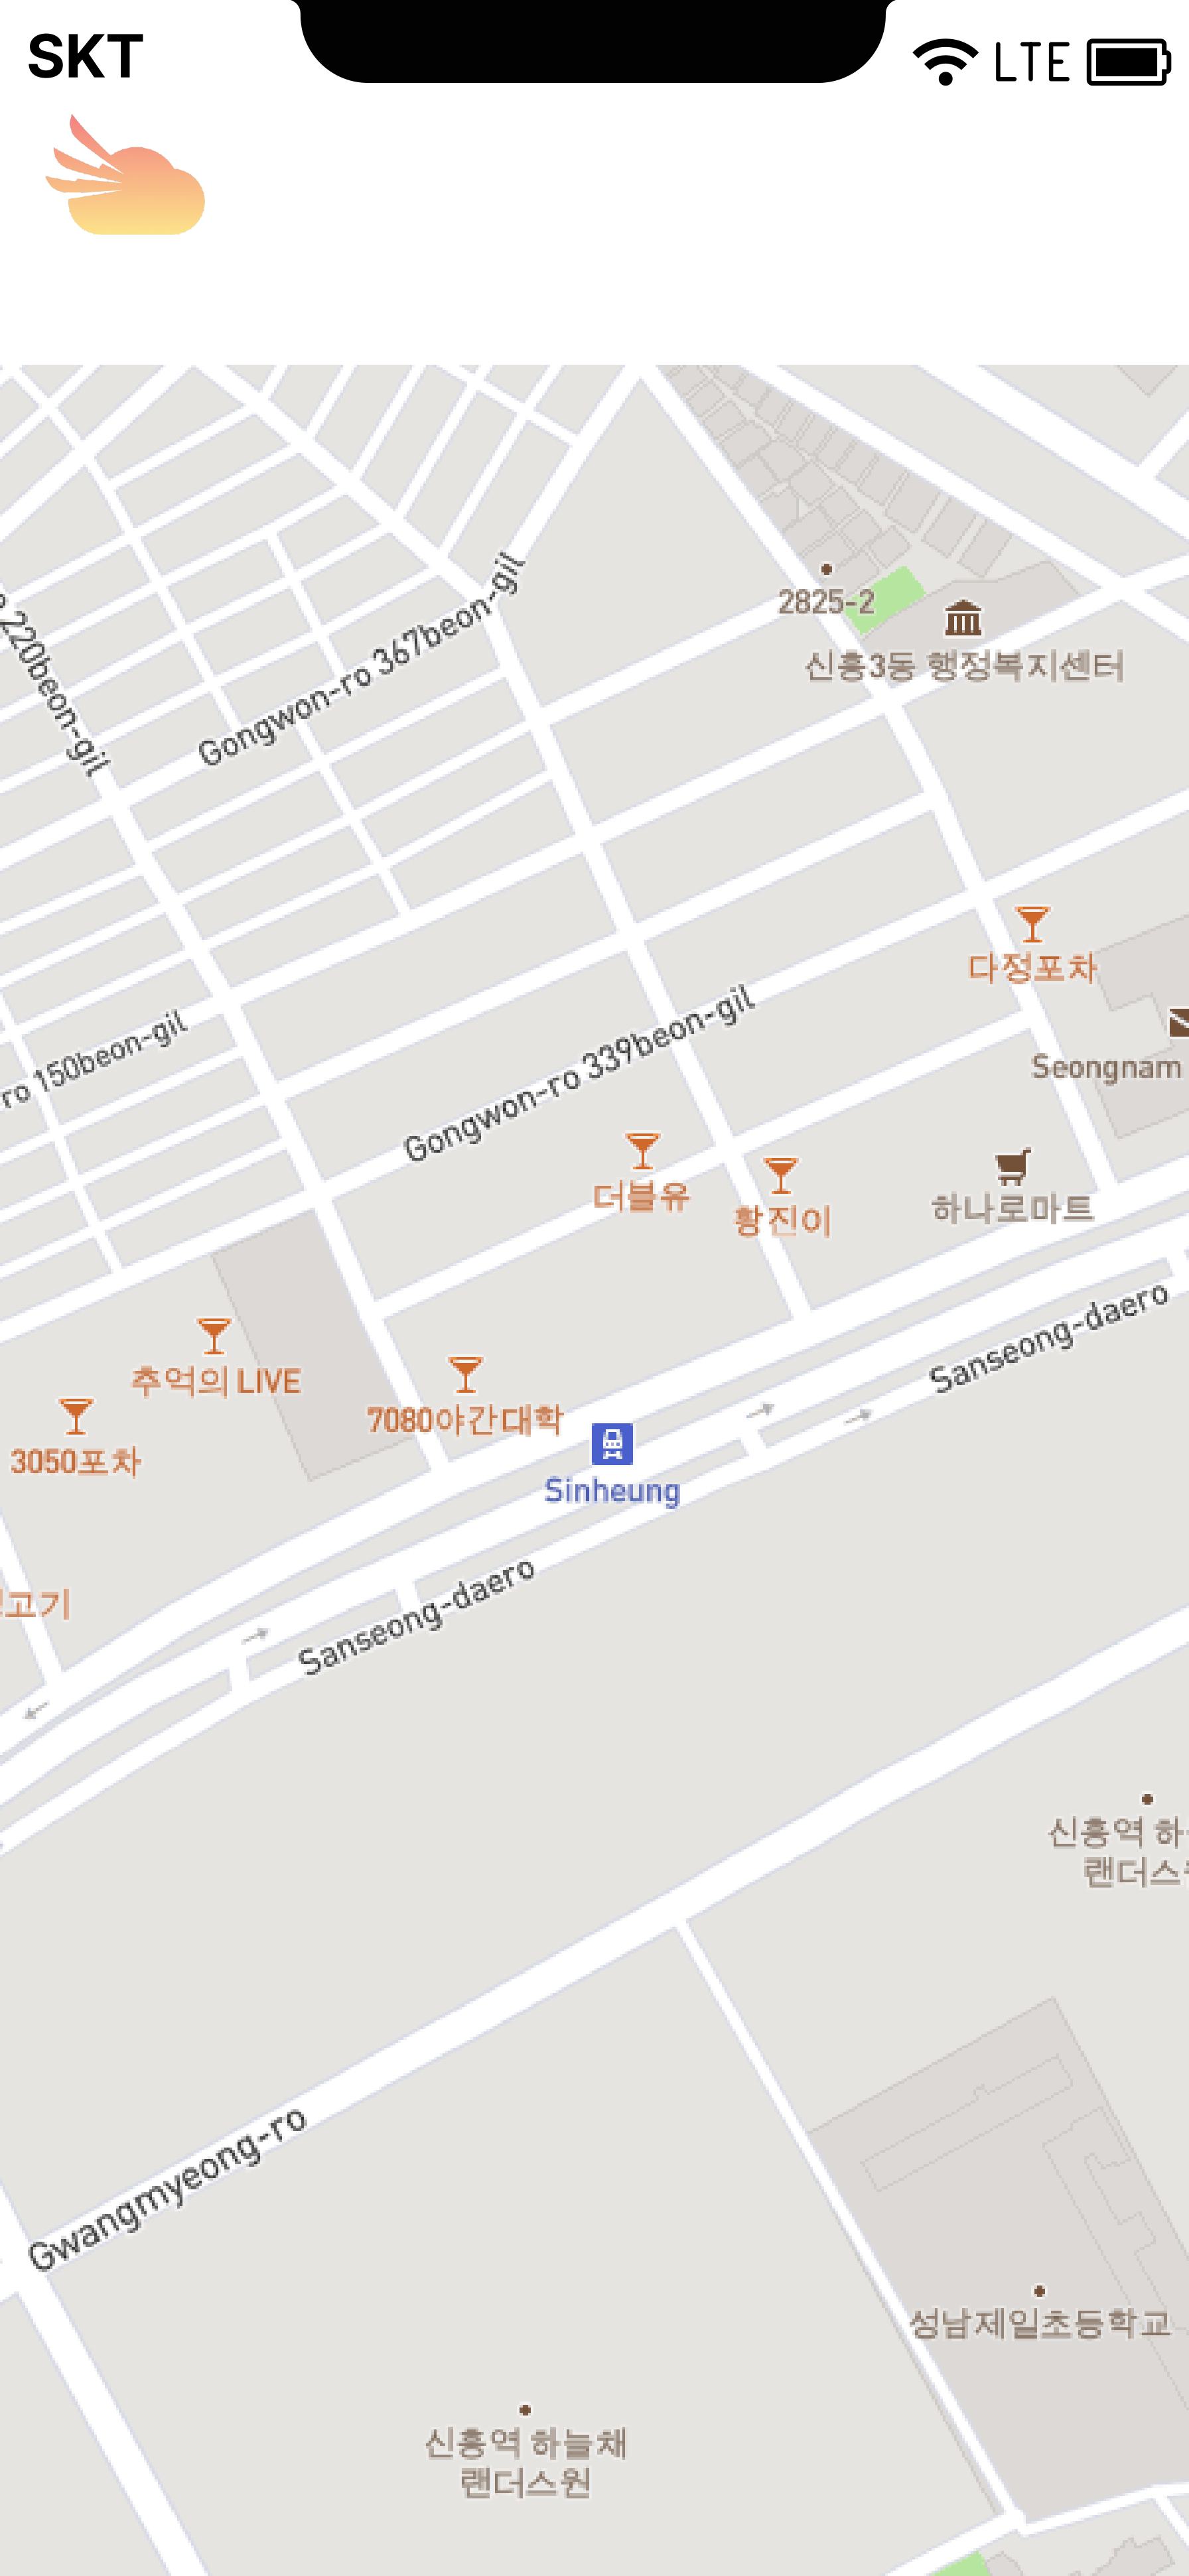 SKT
LTE
220beon-gil
Gongwon-ro 367beon-gil
2825-2
신흥3동 행정복지센터
다정포차
ro 150beon-gil
Gongwon-ro 339beon-gil
Seongnam
더블유
황진이
하나로마트
Sanseong-daero
추억의 LIVE
7080야간대학
3050포차
Sinheung
고기
Sanseong-daero
신흥역 하
랜더스
Gwangmyeong-ro
성남제일초등학교
신흥역 하늘채
랜더스원